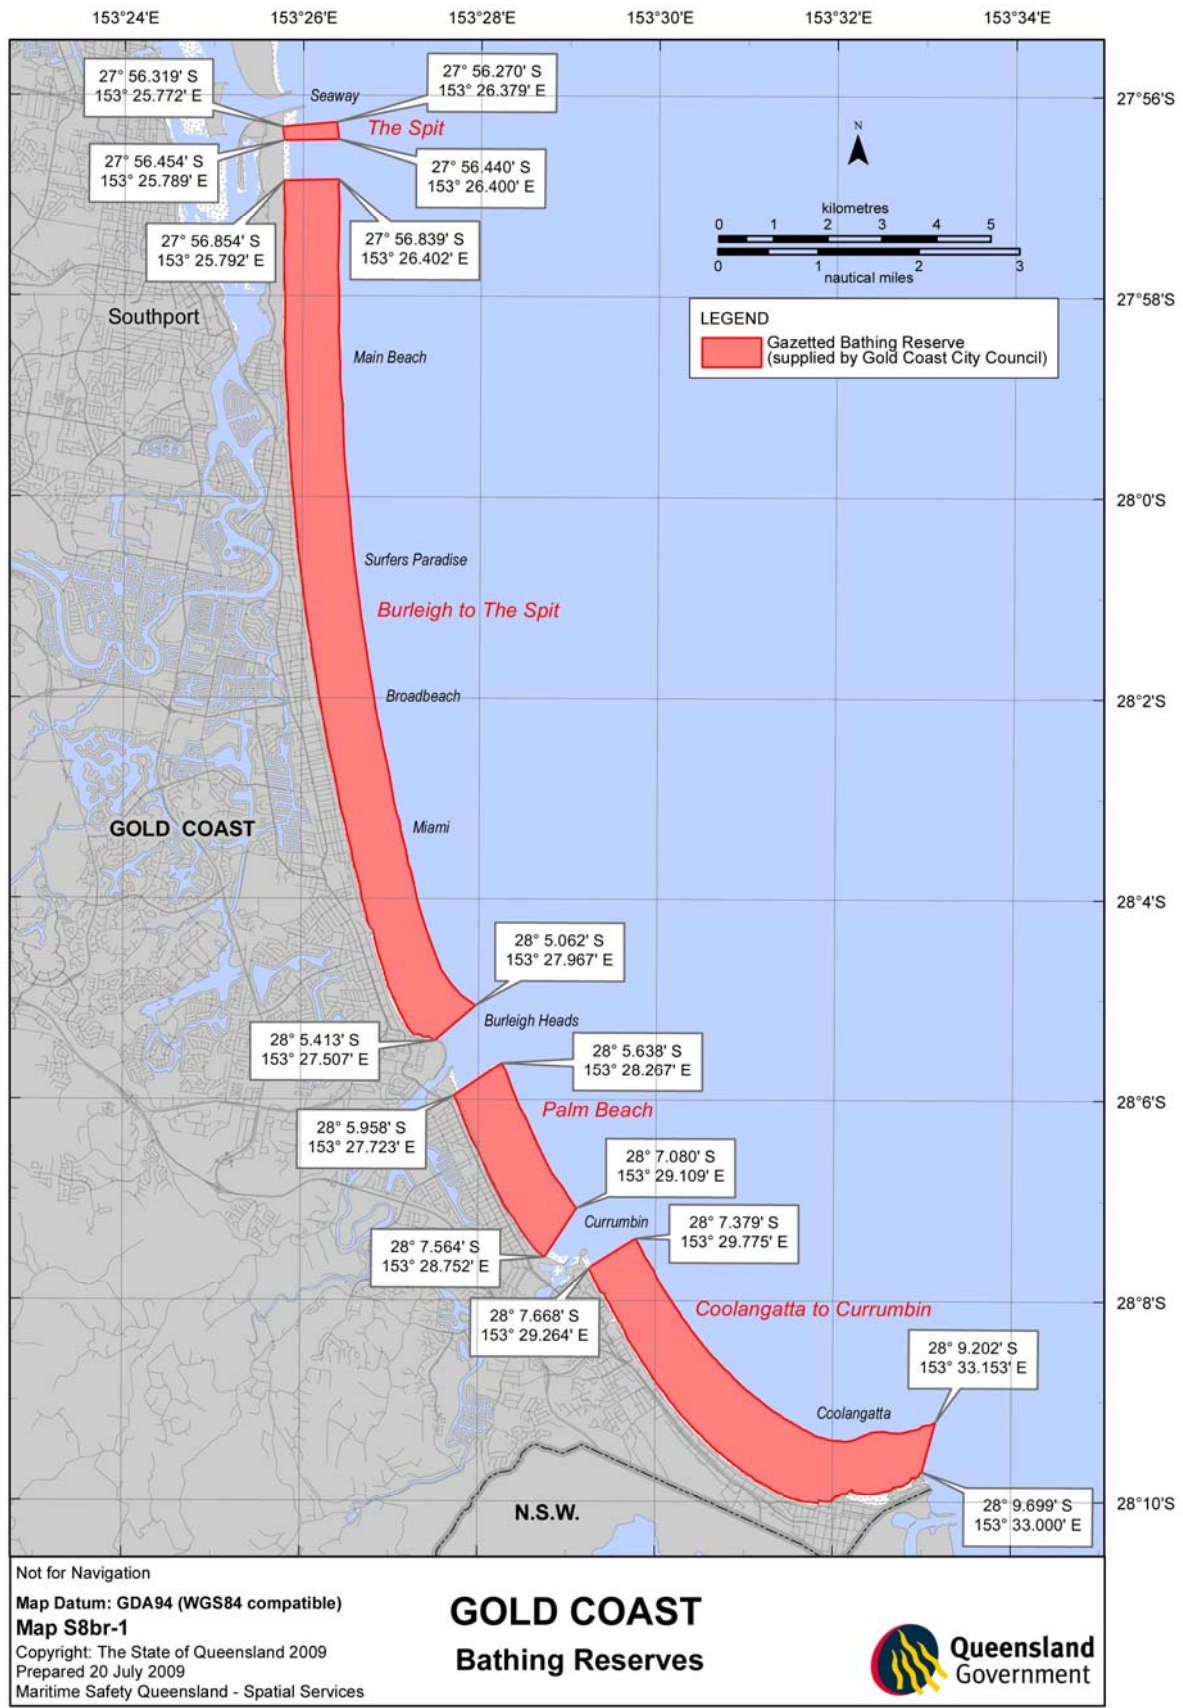 153°24'E
153°26'E
153°28'E
153°30'E
153°32'E
153°34'E
27° 56.319' S
153° 25.772' E
27° 56.270' S
153° 26.379' E
Seaway
27°56'S
The Spit
N
27° 56.454' S
153° 25.789' E
27° 56.440' S
153° 26.400' E
kilometres
0 1 2 3 4 5
0 1 2 3
nautical miles
27° 56.854' S
153° 25.792' E
27° 56.839' S
153° 26.402' E
27°58'S
Southport
LEGEND
Gazetted Bathing Reserve
(supplied by Gold Coast City Council)
Main Beach
28°0'S
Surfers Paradise
Burleigh to The Spit
Broadbeach
28°2'S
GOLD COAST
Miami
28°4'S
28° 5.062' S
153° 27.967' E
Burleigh Heads
28° 5.413' S
153° 27.507' E
28° 5.638' S
153° 28.267' E
28°6'S
Palm Beach
28° 5.958' S
153° 27.723' E
28° 7.080' S
153° 29.109' E
Currumbin
28° 7.379' S
153° 29.775' E
28° 7.564' S
153° 28.752' E
28°8'S
Coolangatta to Currumbin
28° 7.668' S
153° 29.264' E
28° 9.202' S
153° 33.153' E
Coolangatta
28°10'S
N.S.W.
28° 9.699' S
153° 33.000' E
Not for Navigation
Map Datum: GDA94 (WGS84 compatible)
Map S8br-1
Copyright: The State of Queensland 2009
Prepared 20 July 2009
Maritime Safety Queensland - Spatial Services
GOLD COAST
Bathing Reserves
Queensland
Government